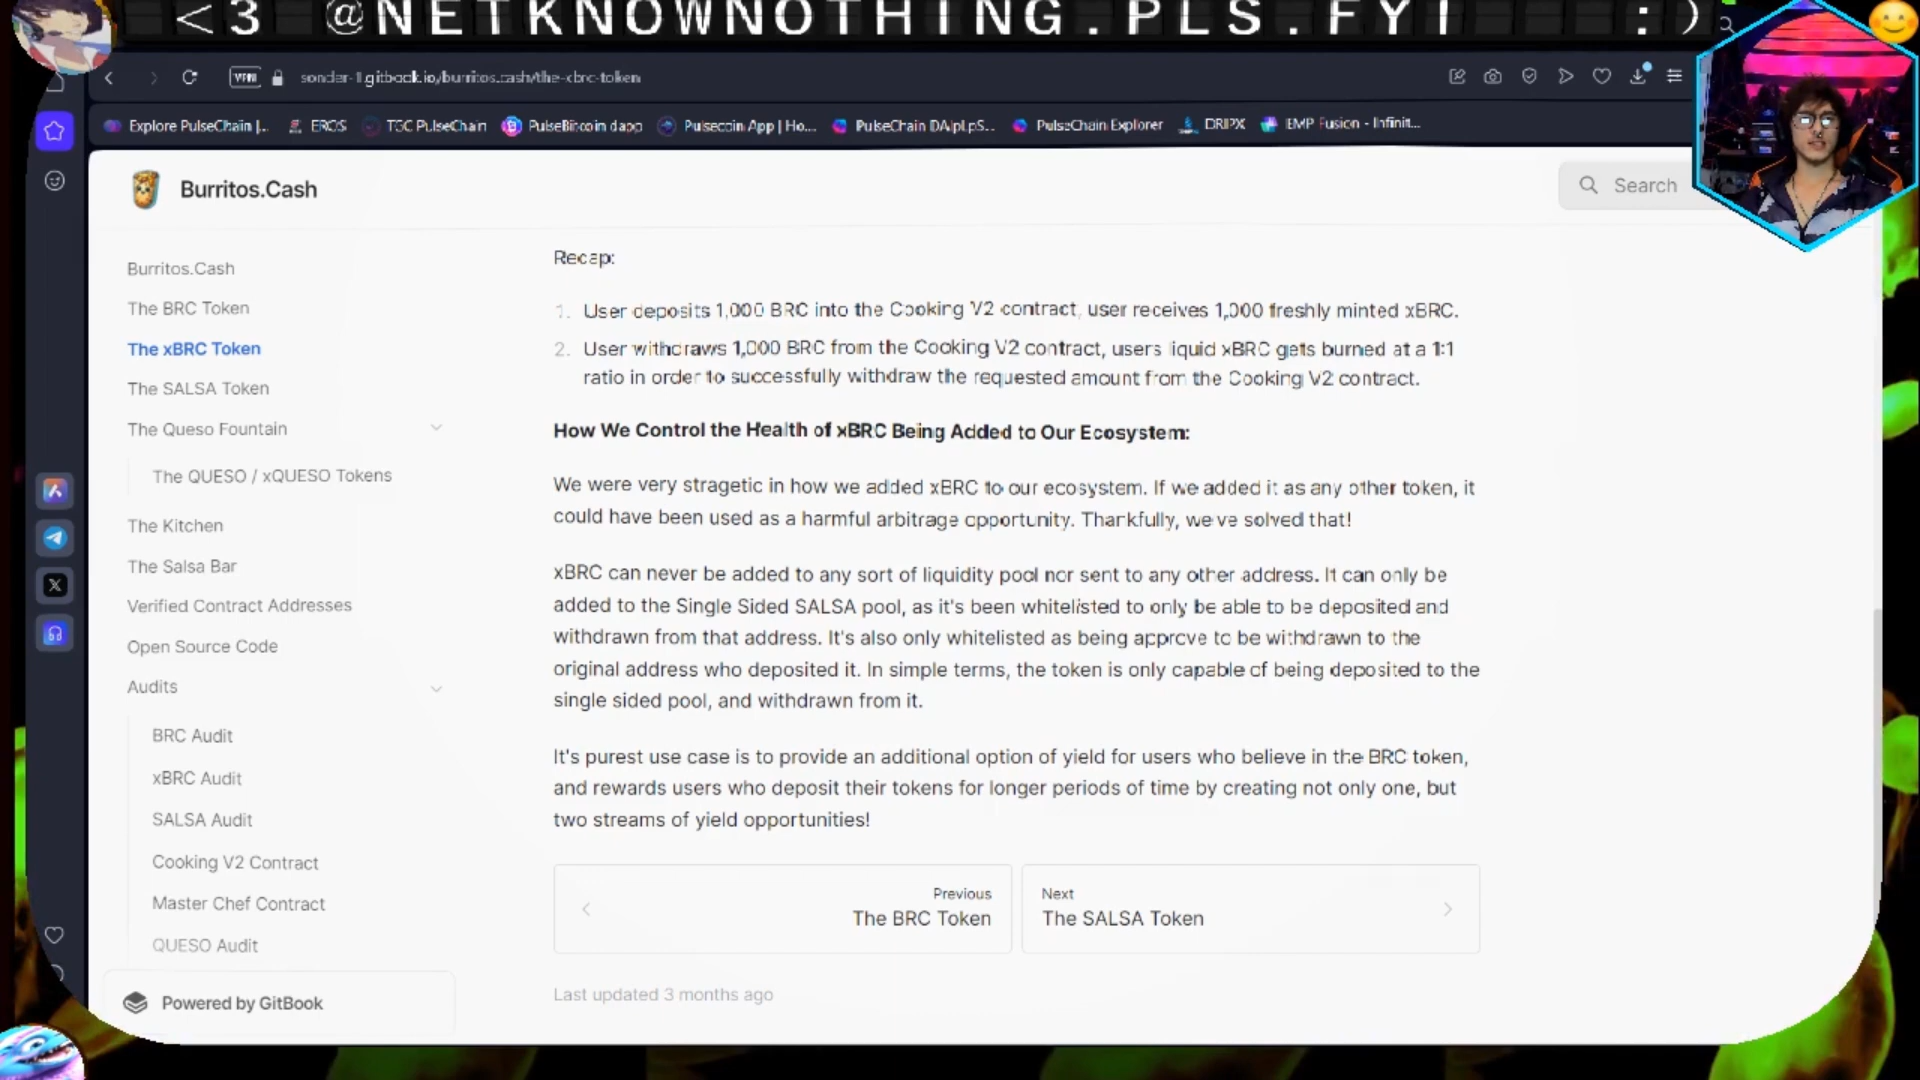 <3 @NETKNOWNOTHING.PLS.FYI :)
VPN sonder-1.gitbook.io/burritos.cash/the-xbrc-token
Explore PulseChain |... EROS TSC PulseChain PulseBitcoin dapp Pulsecoin App | Ho... PulseChain DAipLpS... PulseChain Explorer DRIPX EMP Fusion - Infinit...
Burritos.Cash
Search
Burritos.Cash
The BRC Token
The xBRC Token
The SALSA Token
The Queso Fountain
The QUESO / xQUESO Tokens
The Kitchen
The Salsa Bar
Verified Contract Addresses
Open Source Code
Audits
BRC Audit
xBRC Audit
SALSA Audit
Cooking V2 Contract
Master Chef Contract
QUESO Audit
Powered by GitBook
Recap:
1. User deposits 1,000 BRC into the Cooking V2 contract, user receives 1,000 freshly minted xBRC.
2. User withdraws 1,000 BRC from the Cooking V2 contract, users liquid xBRC gets burned at a 1:1
ratio in order to successfully withdraw the requested amount from the Cooking V2 contract.
How We Control the Health of xBRC Being Added to Our Ecosystem:
We were very stragetic in how we added xBRC to our ecosystem. If we added it as any other token, it
could have been used as a harmful arbitrage opportunity. Thankfully, we've solved that!
xBRC can never be added to any sort of liquidity pool nor sent to any other address. It can only be
added to the Single Sided SALSA pool, as it's been whitelisted to only be able to be deposited and
withdrawn from that address. It's also only whitelisted as being approve to be withdrawn to the
original address who deposited it. In simple terms, the token is only capable of being deposited to the
single sided pool, and withdrawn from it.
It's purest use case is to provide an additional option of yield for users who believe in the BRC token,
and rewards users who deposit their tokens for longer periods of time by creating not only one, but
two streams of yield opportunities!
Previous
The BRC Token
Next
The SALSA Token
Last updated 3 months ago